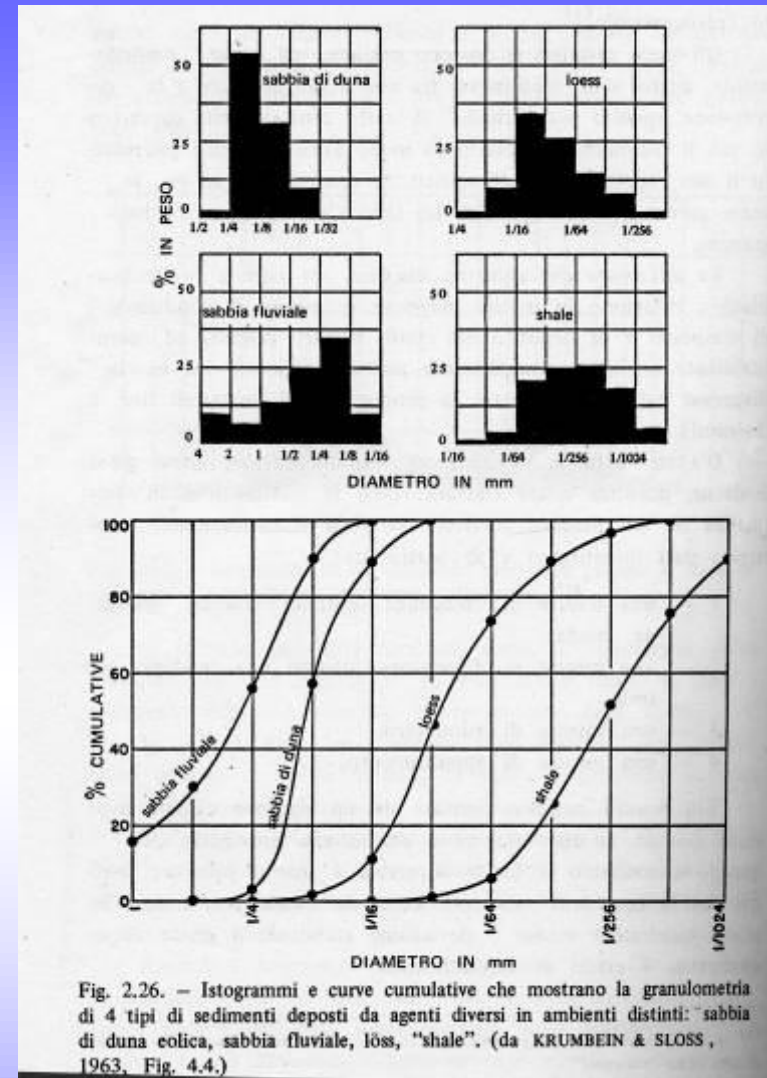 50
sabbia di duna
25
0
1/2 1/4 1/8 1/16 1/32
50
loess
25
0
1/4 1/16 1/64 1/256
% IN PESO
50
sabbia fluviale
25
0
4 2 1 1/2 1/4 1/8 1/16
50
shale
25
0
1/16 1/64 1/256 1/0004
DIAMETRO IN mm
% CUMULATIVE
100
80
60
40
20
0
sabbia fluviale
sabbia di duna
loess
shale
1 1/4 1/16 1/64 1/256 1/1024
DIAMETRO IN mm
Fig. 2.26. — Istogrammi e curve cumulative che mostrano la granulometria
di 4 tipi di sedimenti deposti da agenti diversi in ambienti distinti: sabbia
di duna eolica, sabbia fluviale, löss, “shale”. (da KRUMBEIN & SLOSS,
1963, Fig. 4.4.)